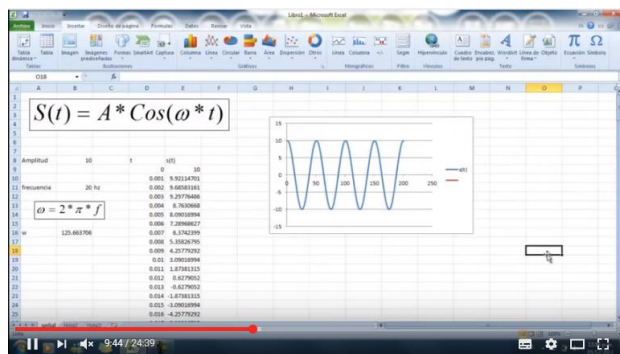 Libro1 - Microsoft Excel
Archivo Inicio Insertar Diseño de página Fórmulas Datos Revisar Vista
Tabla dinámica Tabla Imagen Imágenes prediseñadas Formas SmartArt Captura Columna Línea Circular Barra Área Dispersión Otros Línea Columna Filtro Hipervínculo Cuadro de texto Encabez. pie pág. WordArt Línea de firma Objeto Ecuación Símbolo
Tablas Ilustraciones Gráficos Minigráficos Filtro Vínculos Texto Símbolos
O18
A B C D E F G H I J K L M N O P
S(t) = A* Cos(ω * t)
Amplitud 10 t s(t)
0 10
0.001 9.92114701
frecuencia 20 hz 0.002 9.68583161
0.003 9.29776486
0.004 8.7630668
ω = 2 * π * f
0.005 8.09016994
0.006 7.28968627
w 125.663706 0.007 6.3742399
0.008 5.35826795
0.009 4.25779292
0.01 3.09016994
0.011 1.87381315
0.012 0.6279052
0.013 -0.6279052
0.014 -1.87381315
0.015 -3.09016994
0.016 -4.25779292
15
10
5
0
-5
-10
-15
0 50 100 150 200 250
s(t)
9:44 / 24:39